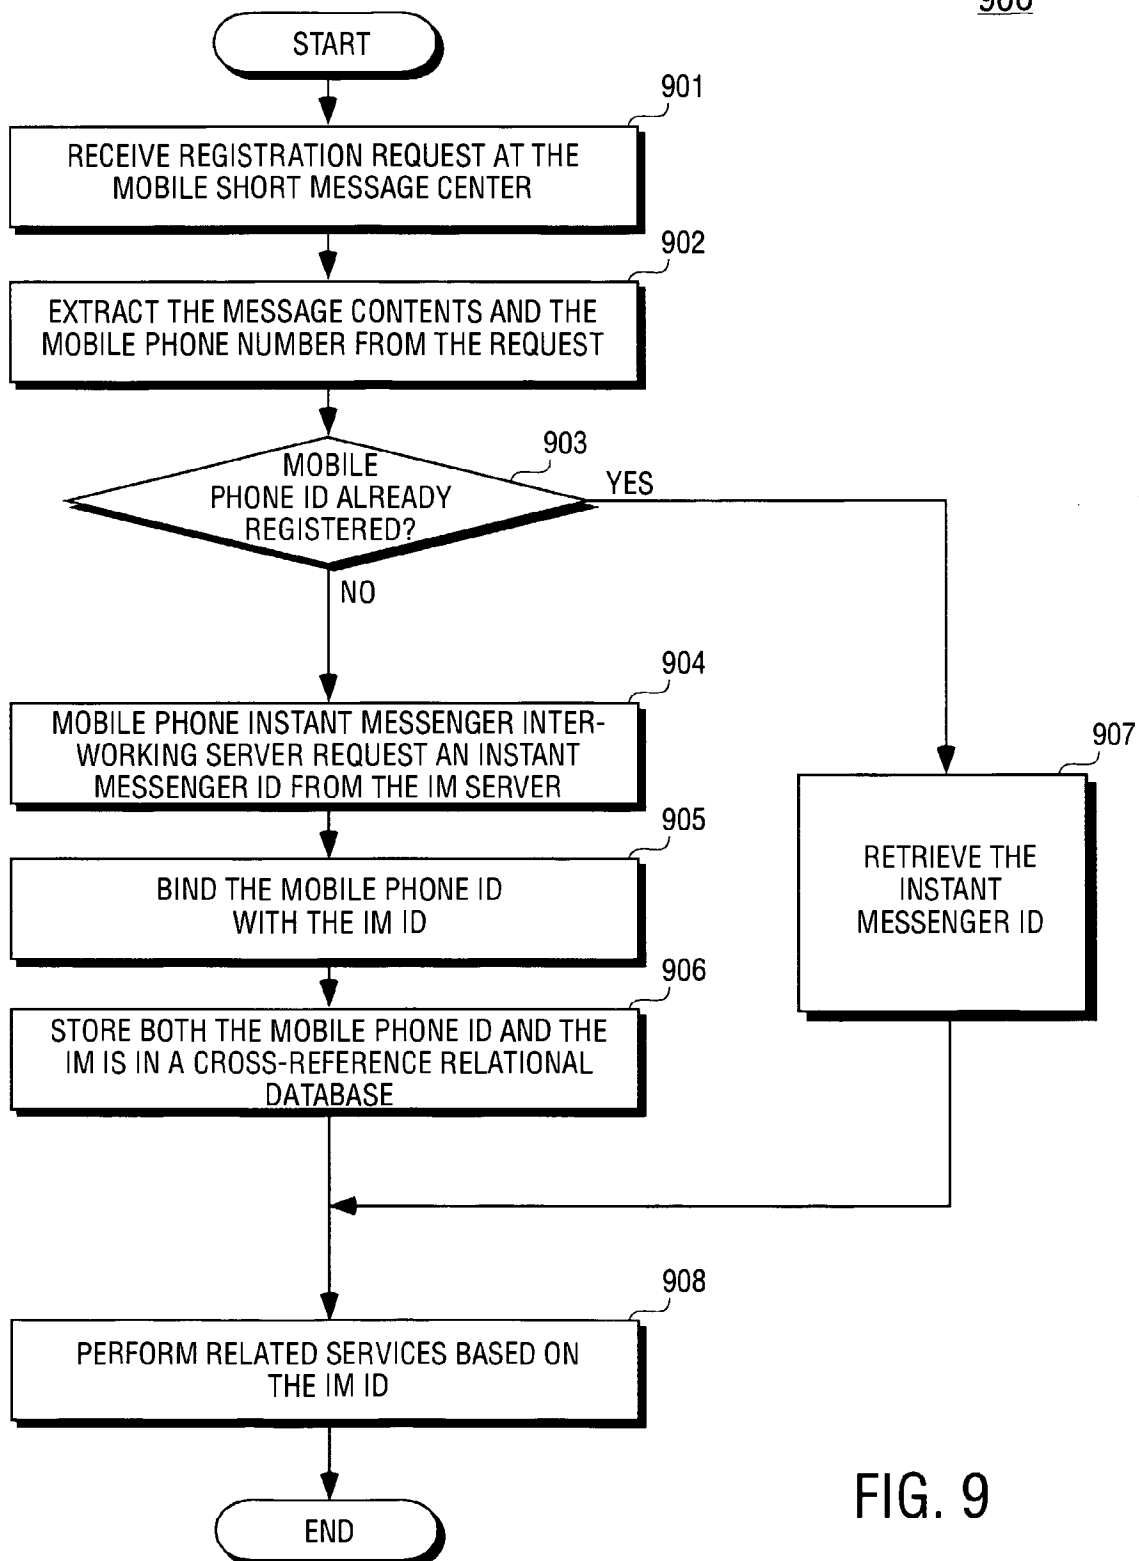 900
START
901
RECEIVE REGISTRATION REQUEST AT THE
MOBILE SHORT MESSAGE CENTER
902
EXTRACT THE MESSAGE CONTENTS AND THE
MOBILE PHONE NUMBER FROM THE REQUEST
903
MOBILE
PHONE ID ALREADY
REGISTERED?
YES
NO
904
MOBILE PHONE INSTANT MESSENGER INTER-
WORKING SERVER REQUEST AN INSTANT
MESSENGER ID FROM THE IM SERVER
907
RETRIEVE THE
INSTANT
MESSENGER ID
905
BIND THE MOBILE PHONE ID
WITH THE IM ID
906
STORE BOTH THE MOBILE PHONE ID AND THE
IM IS IN A CROSS-REFERENCE RELATIONAL
DATABASE
908
PERFORM RELATED SERVICES BASED ON
THE IM ID
END
FIG. 9